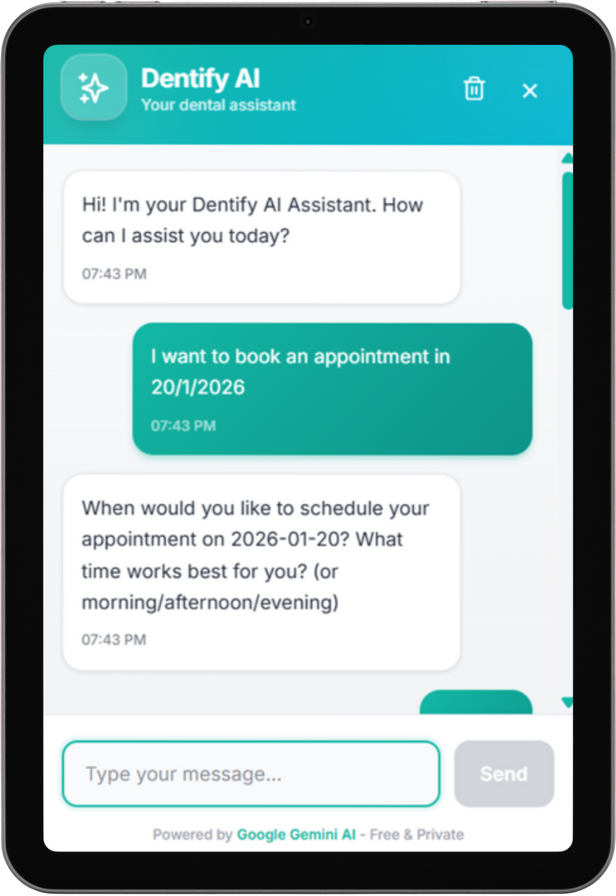 Dentify AI
Your dental assistant
Hi! I'm your Dentify AI Assistant. How
can I assist you today?
07:43 PM
I want to book an appointment in
20/1/2026
07:43 PM
When would you like to schedule your
appointment on 2026-01-20? What
time works best for you? (or
morning/afternoon/evening)
07:43 PM
Type your message...
Send
Powered by Google Gemini AI - Free & Private